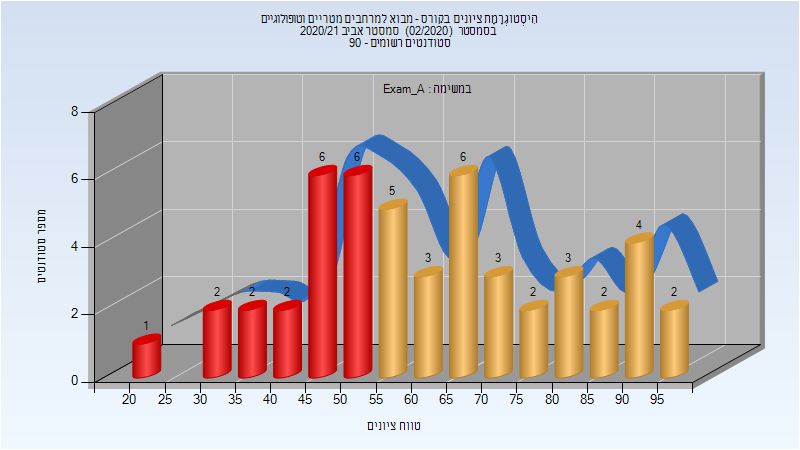 הִיסְטוֹגְרָמַת ציונים בקורס - מבוא למרחבים מטריים וטופולוגיים
בסמסטר (02/2020) סמסטר אביב 2020/21
סטודנטים רשומים - 90
במשימה : Exam_A
מספר סטודנטים
8
6
4
2
0
1
2
2
2
6
6
5
3
6
3
2
3
2
4
2
20 25 30 35 40 45 50 55 60 65 70 75 80 85 90 95
טווח ציונים